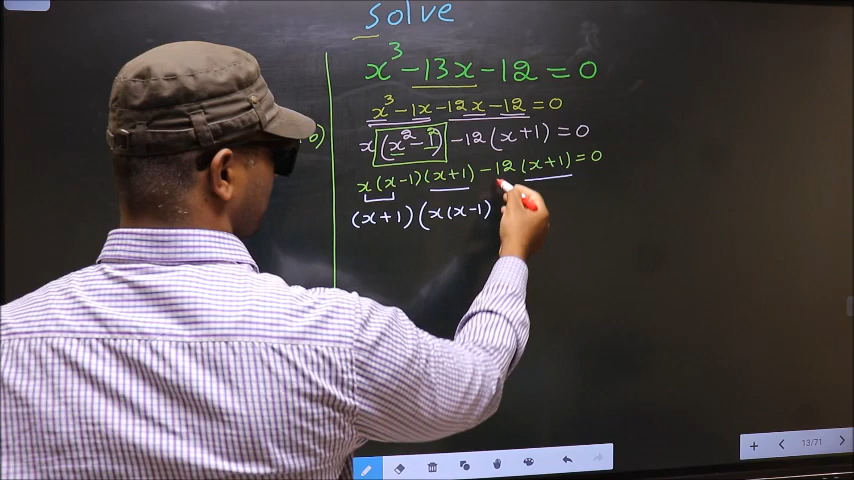 Solve
x³ - 13x - 12 = 0
x³ - 1x - 12x - 12 = 0
x (x² - 1²) - 12 (x + 1) = 0
x (x - 1) (x + 1) - 12 (x + 1) = 0
(x + 1) (x (x - 1)
13/71